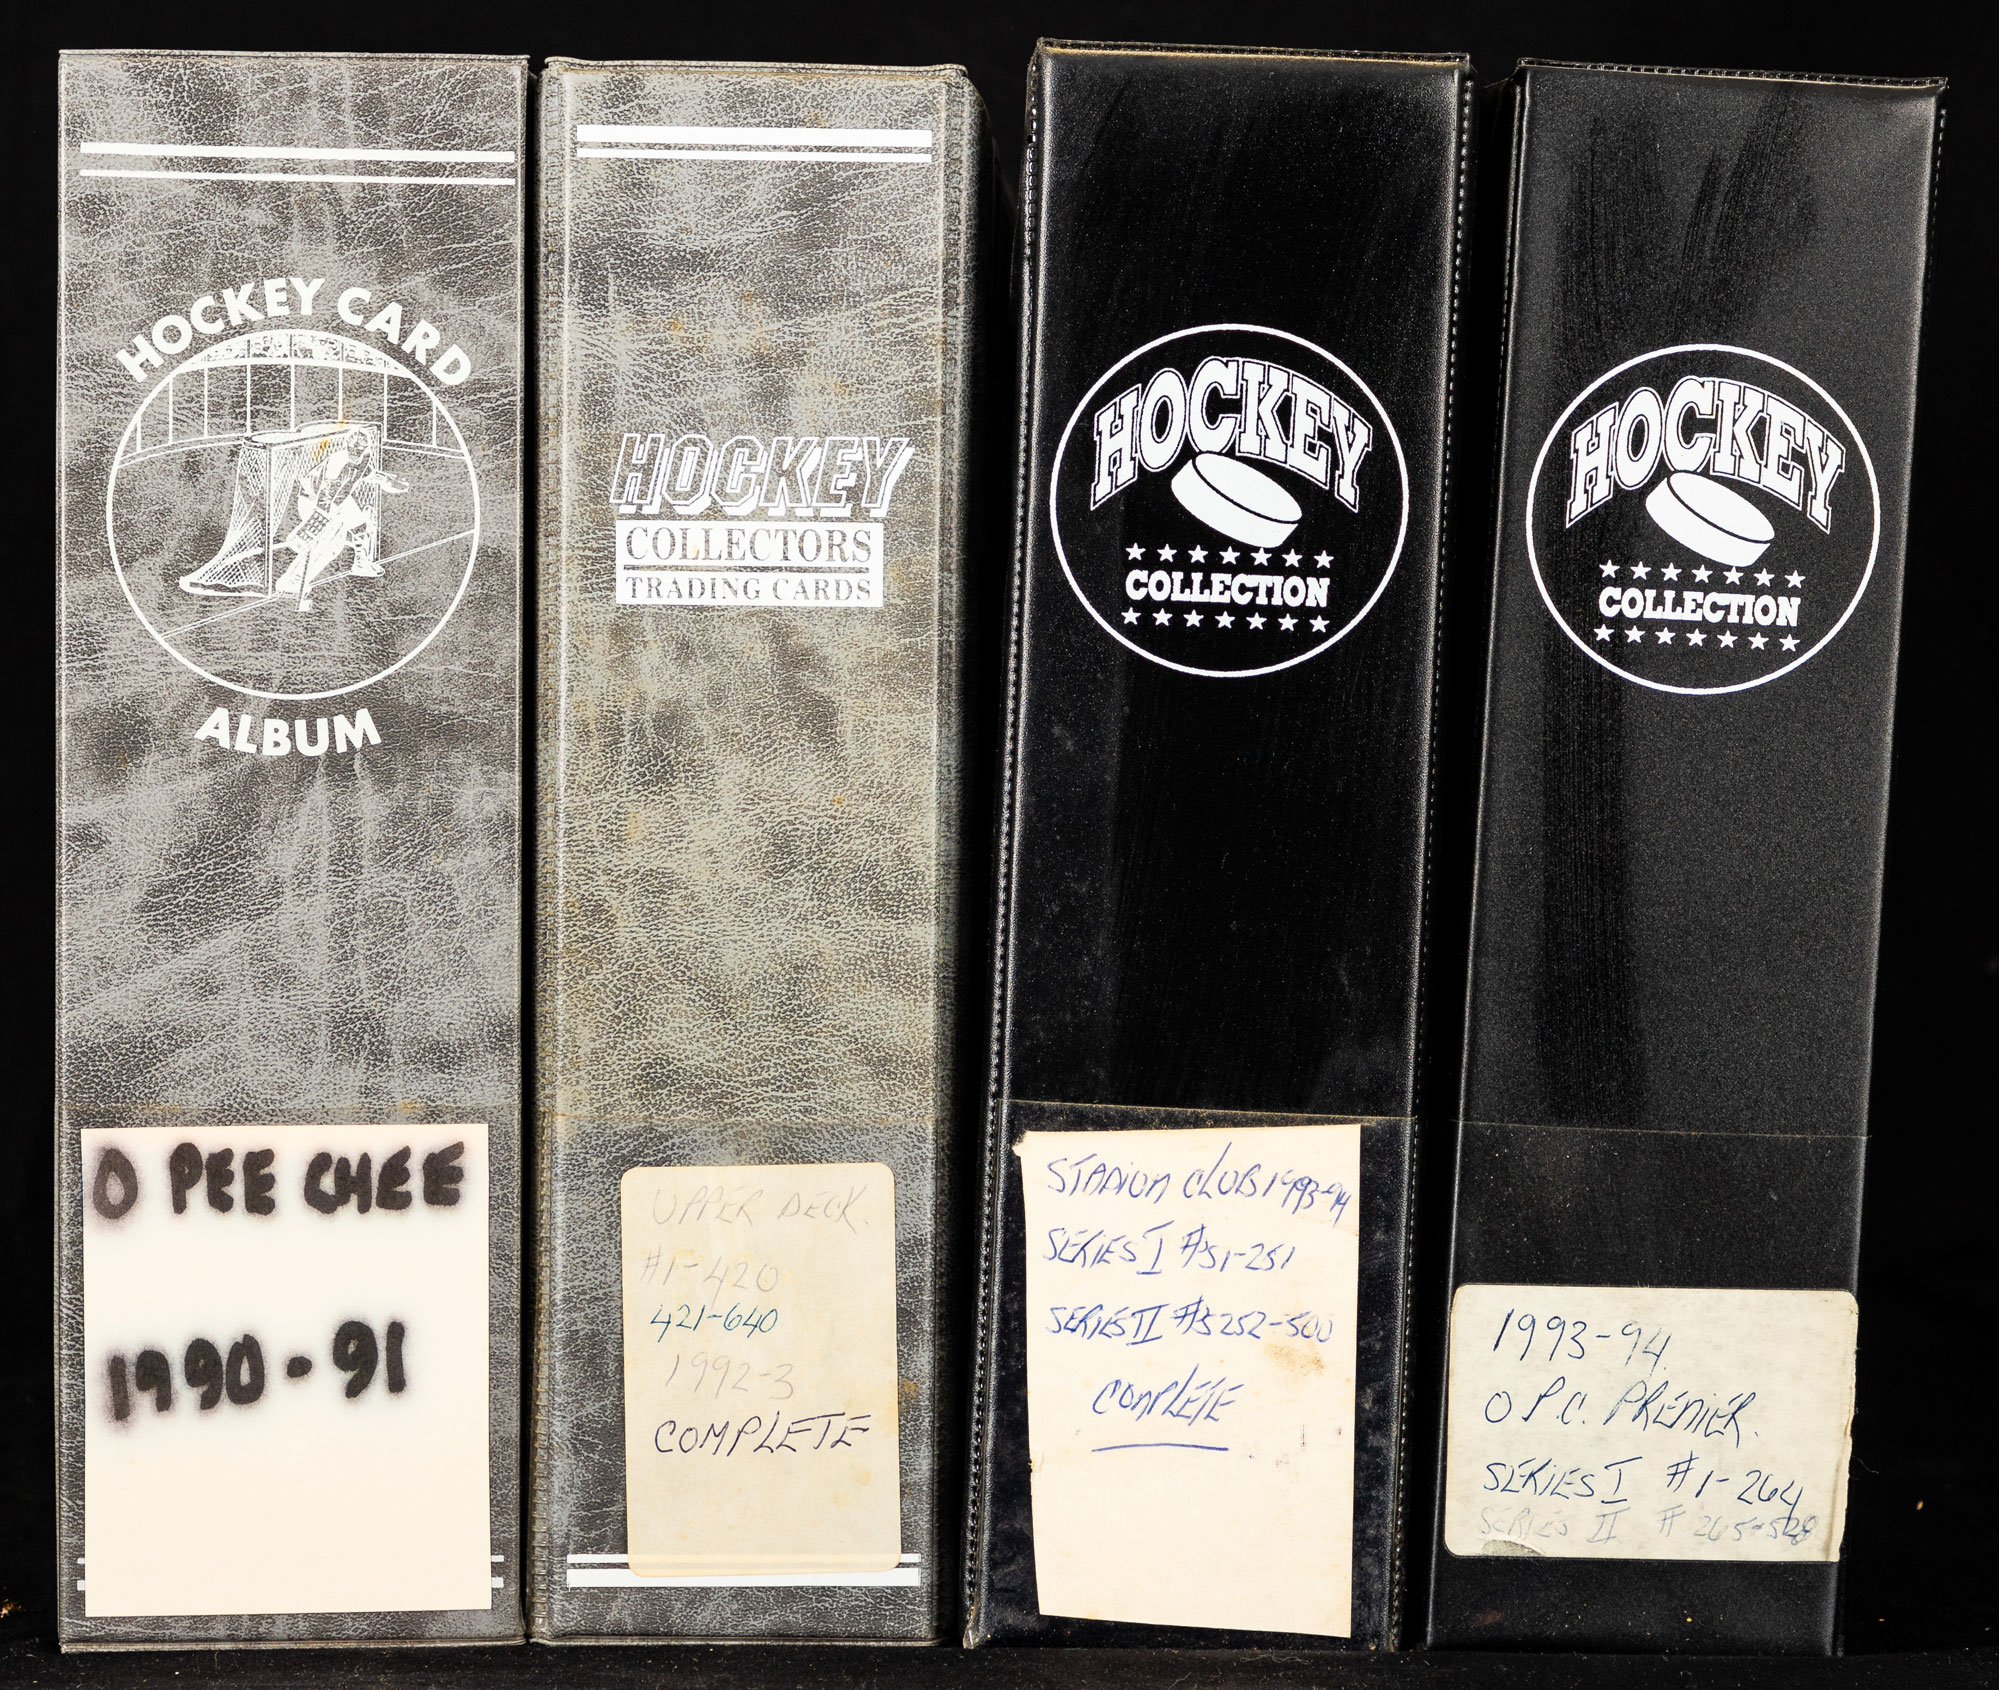 HOCKEY CARD
ALBUM
O PEE CHEE
1990-91
HOCKEY
COLLECTORS
TRADING CARDS
UPPER DECK.
#1-420
421-640
1992-3
COMPLETE
HOCKEY
COLLECTION
STADIUM CLUB 1993-94
SERIES I #'S 1-251
SERIES II #'S 252-500
COMPLETE
HOCKEY
COLLECTION
1993-94
O P.C. PREMIER.
SERIES I #1-264
SERIES II # 265-528